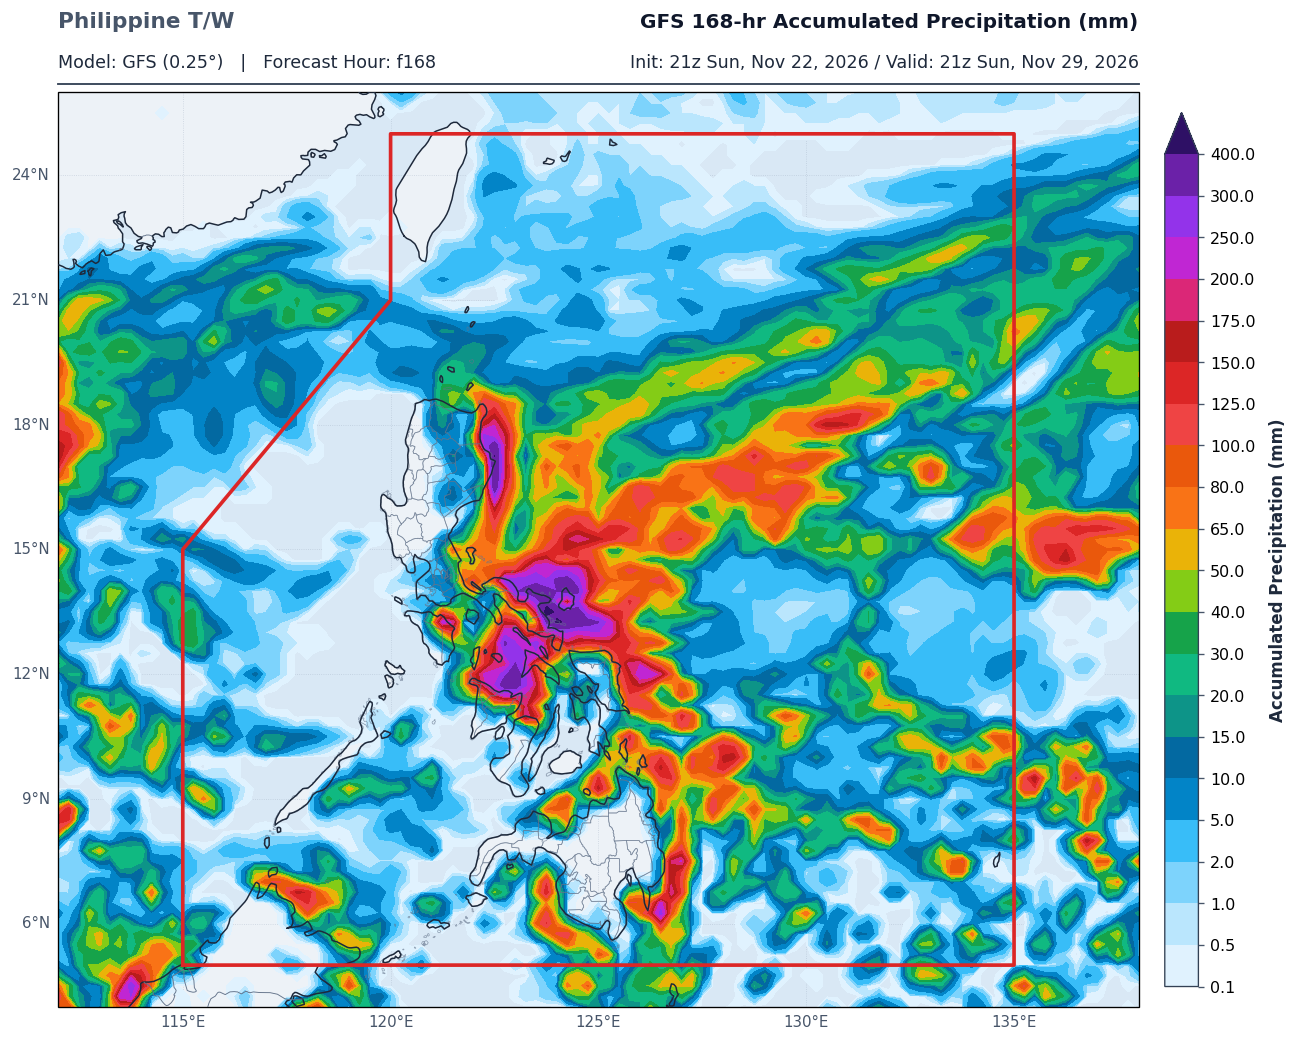 Philippine T/W
GFS 168-hr Accumulated Precipitation (mm)
Model: GFS (0.25°)   |   Forecast Hour: f168
Init: 21z Sun, Nov 22, 2026 / Valid: 21z Sun, Nov 29, 2026
24°N
21°N
18°N
15°N
12°N
9°N
6°N
115°E
120°E
125°E
130°E
135°E
400.0
300.0
250.0
200.0
175.0
150.0
125.0
100.0
80.0
65.0
50.0
40.0
30.0
20.0
15.0
10.0
5.0
2.0
1.0
0.5
0.1
Accumulated Precipitation (mm)